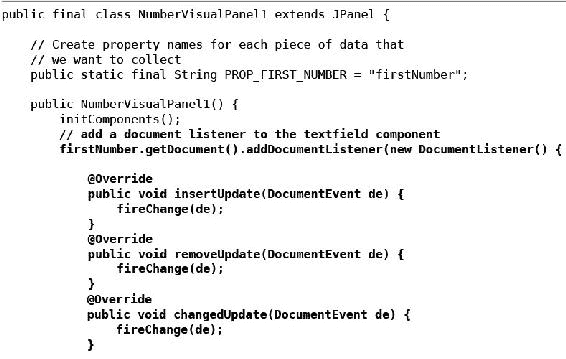 public final class NumberVisualPanel1 extends JPanel {
// Create property names for each piece of data that
// we want to collect
public static final String PROP_FIRST_NUMBER = "firstNumber";
public NumberVisualPanel1() {
initComponents();
// add a document listener to the textfield component
firstNumber.getDocument().addDocumentListener(new DocumentListener() {
@Override
public void insertUpdate(DocumentEvent de) {
fireChange(de);
}
@Override
public void removeUpdate(DocumentEvent de) {
fireChange(de);
}
@Override
public void changedUpdate(DocumentEvent de) {
fireChange(de);
}